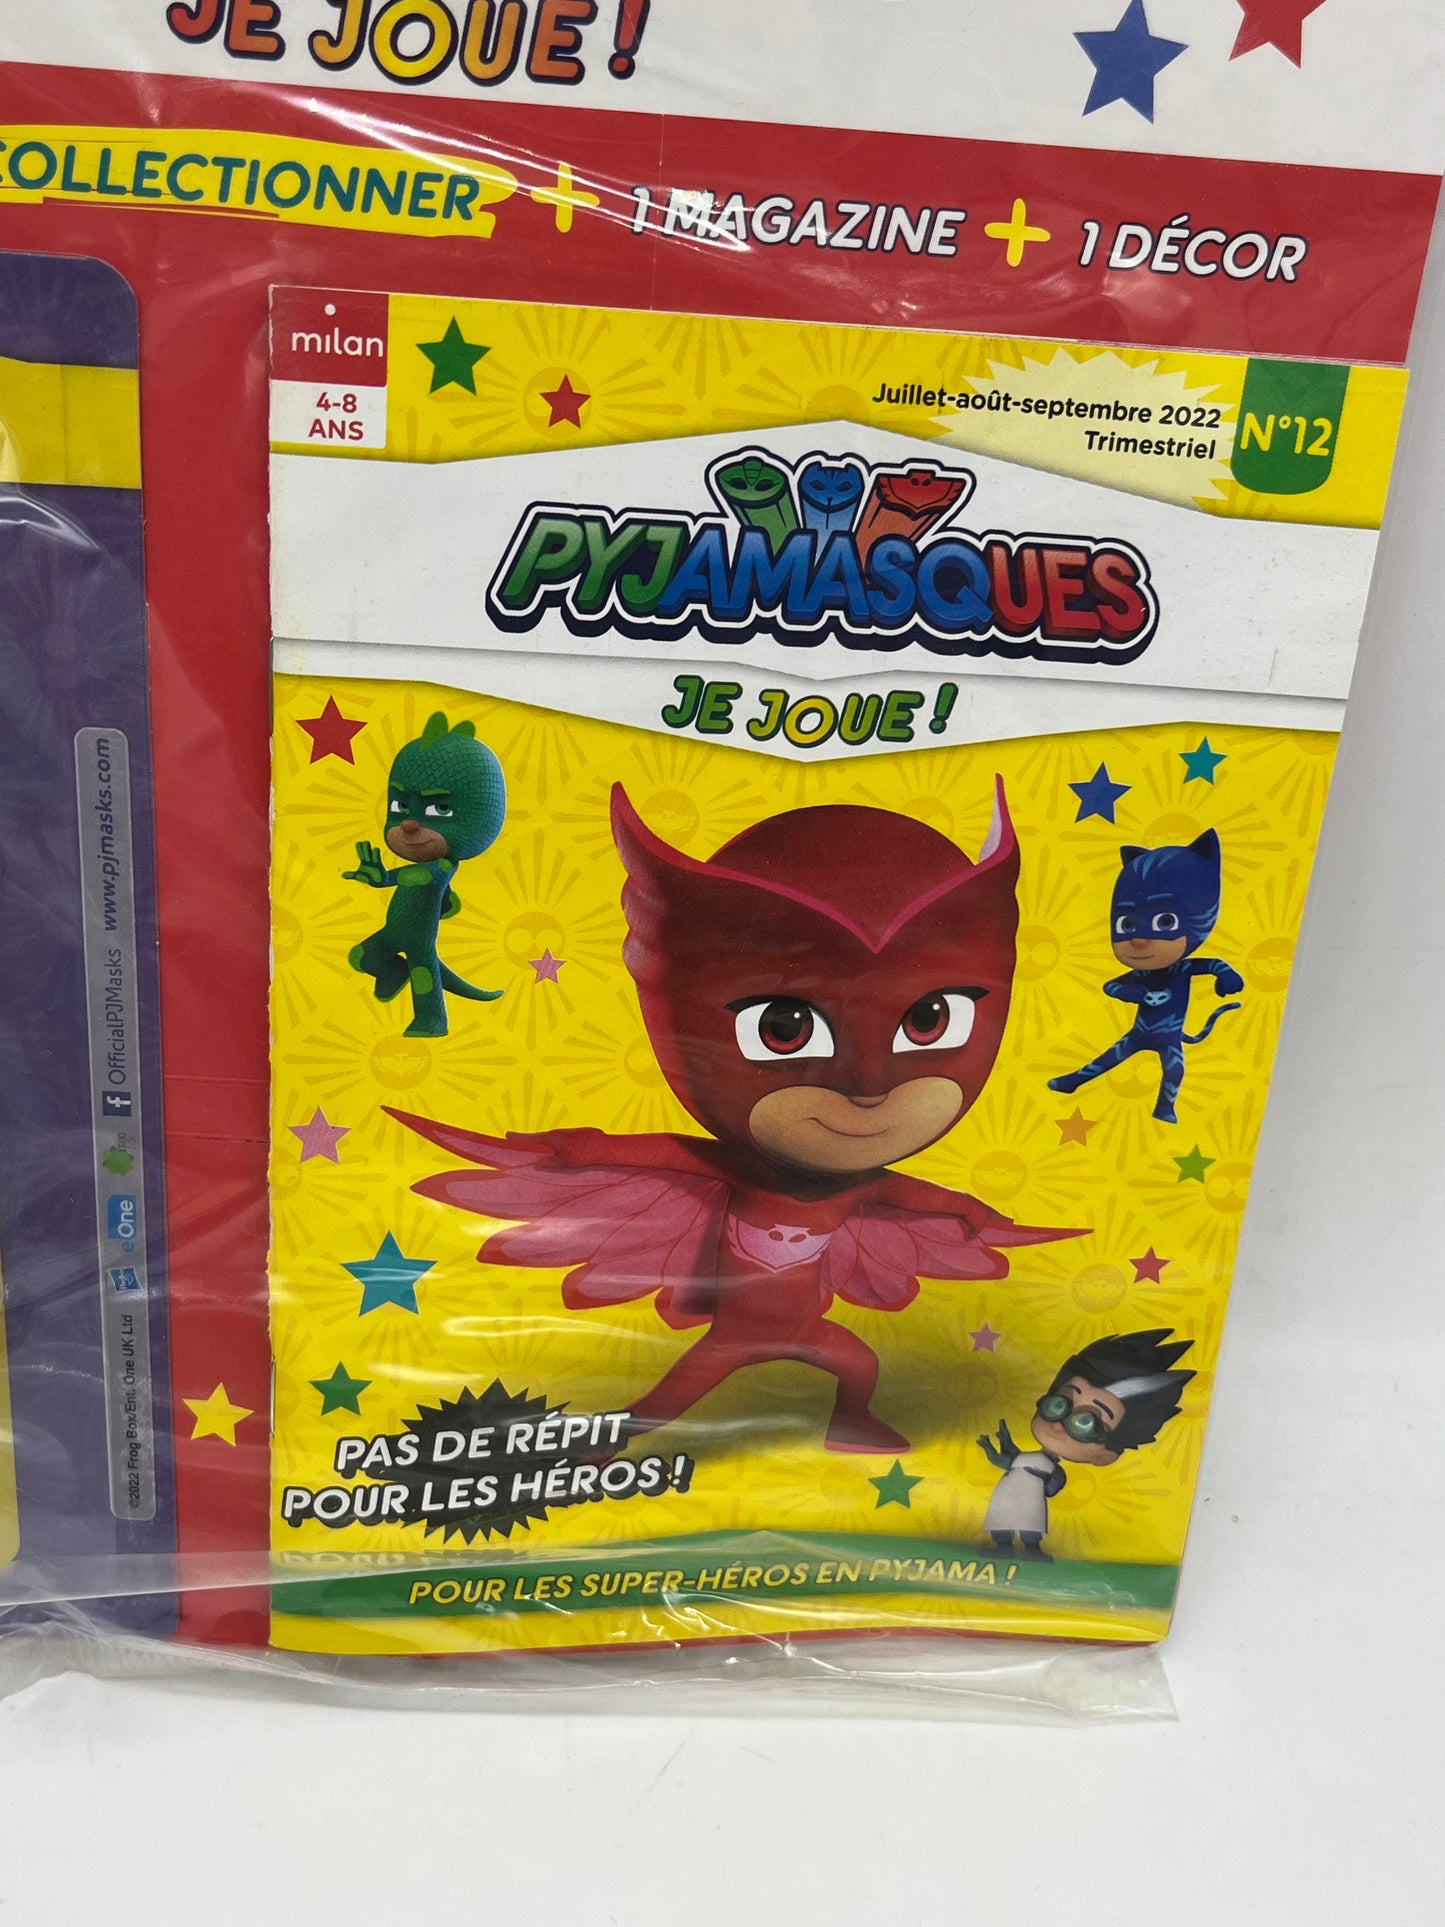 JE JOUE !
COLLECTIONNER + 1 MAGAZINE + 1 DÉCOR
milan
4-8
ANS
Juillet-août-septembre 2022
Trimestriel
N°12
PYJAMASQUES
JE JOUE !
PAS DE RÉPIT
POUR LES HÉROS !
POUR LES SUPER-HÉROS EN PYJAMA !
©2022 Frog Box/Ent. One UK Ltd
eOne
f OfficialPJMasks www.pjmasks.com